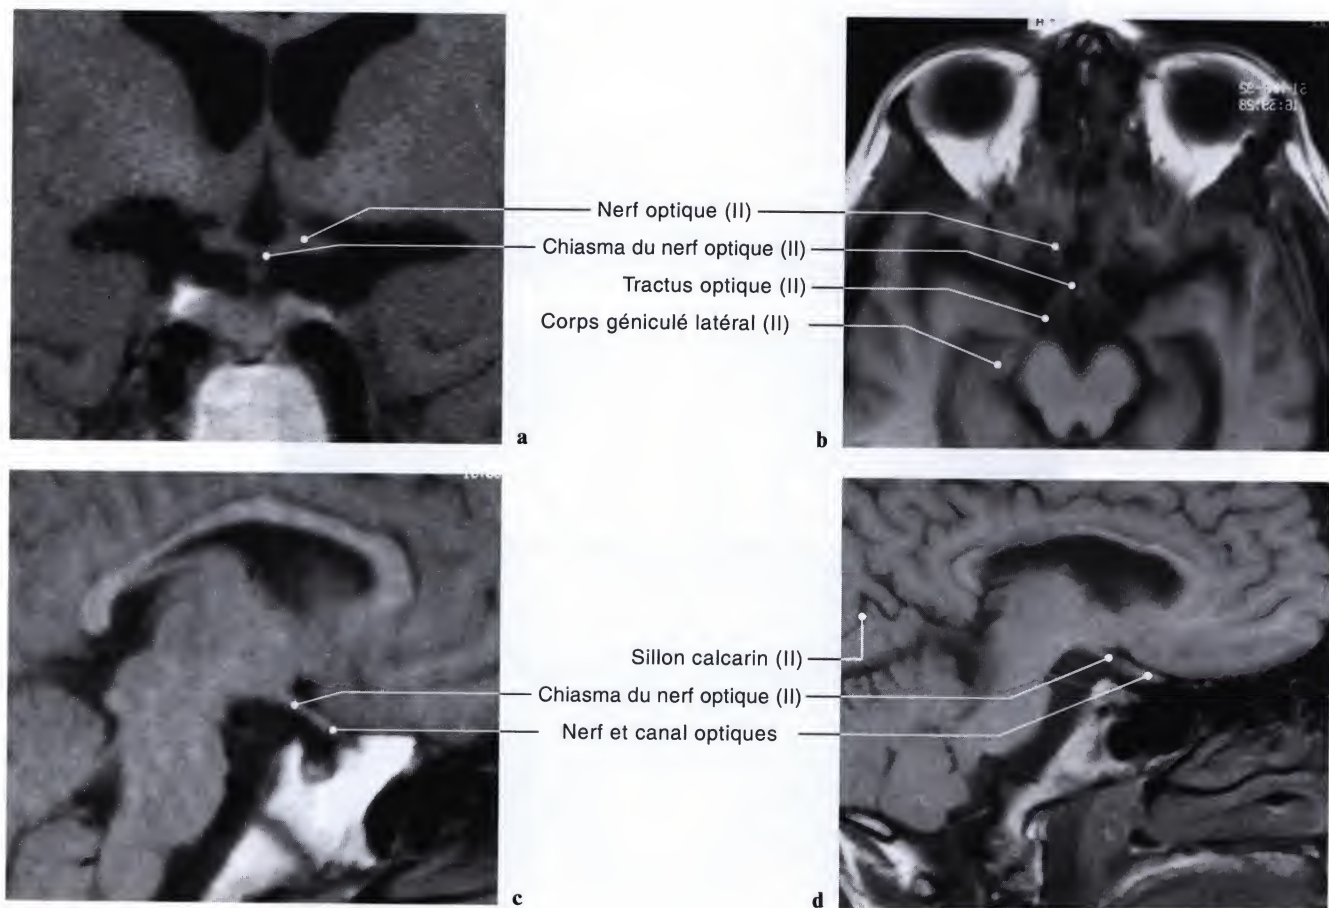 Nerf optique (II)
Chiasma du nerf optique (II)
Tractus optique (II)
Corps géniculé latéral (II)
a
b
Sillon calcarin (II)
Chiasma du nerf optique (II)
Nerf et canal optiques
c
d